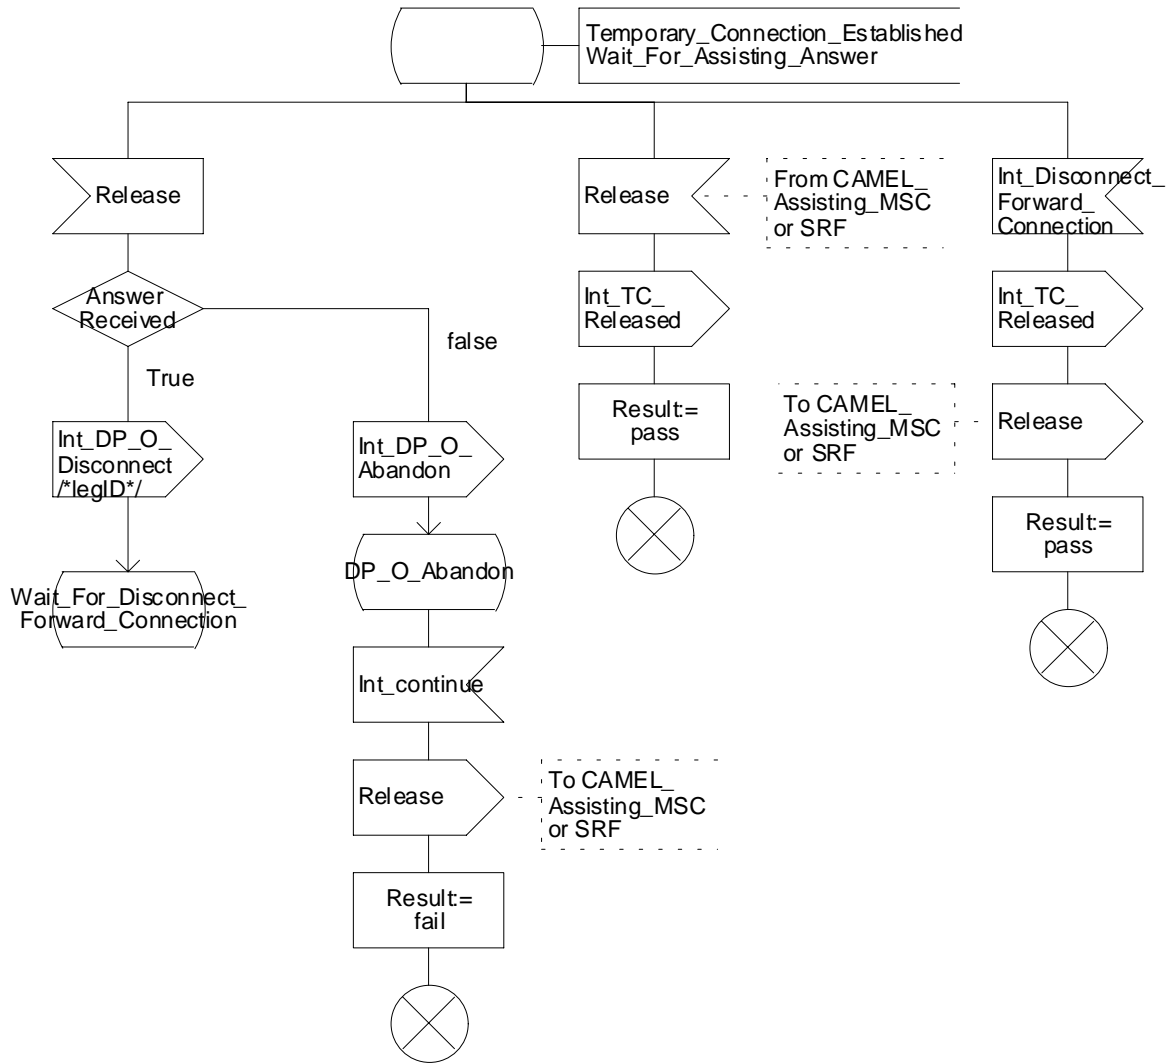 Temporary_Connection_Established
Wait_For_Assisting_Answer
Release
Answer
Received
True
false
Int_DP_O_
Disconnect
/*legID*/
Wait_For_Disconnect_
Forward_Connection
Int_DP_O_
Abandon
DP_O_Abandon
Int_continue
Release
To CAMEL_
Assisting_MSC
or SRF
Result:=
fail
Release
From CAMEL_
Assisting_MSC
or SRF
Int_TC_
Released
Result:=
pass
Int_Disconnect_
Forward_
Connection
Int_TC_
Released
To CAMEL_
Assisting_MSC
or SRF
Release
Result:=
pass